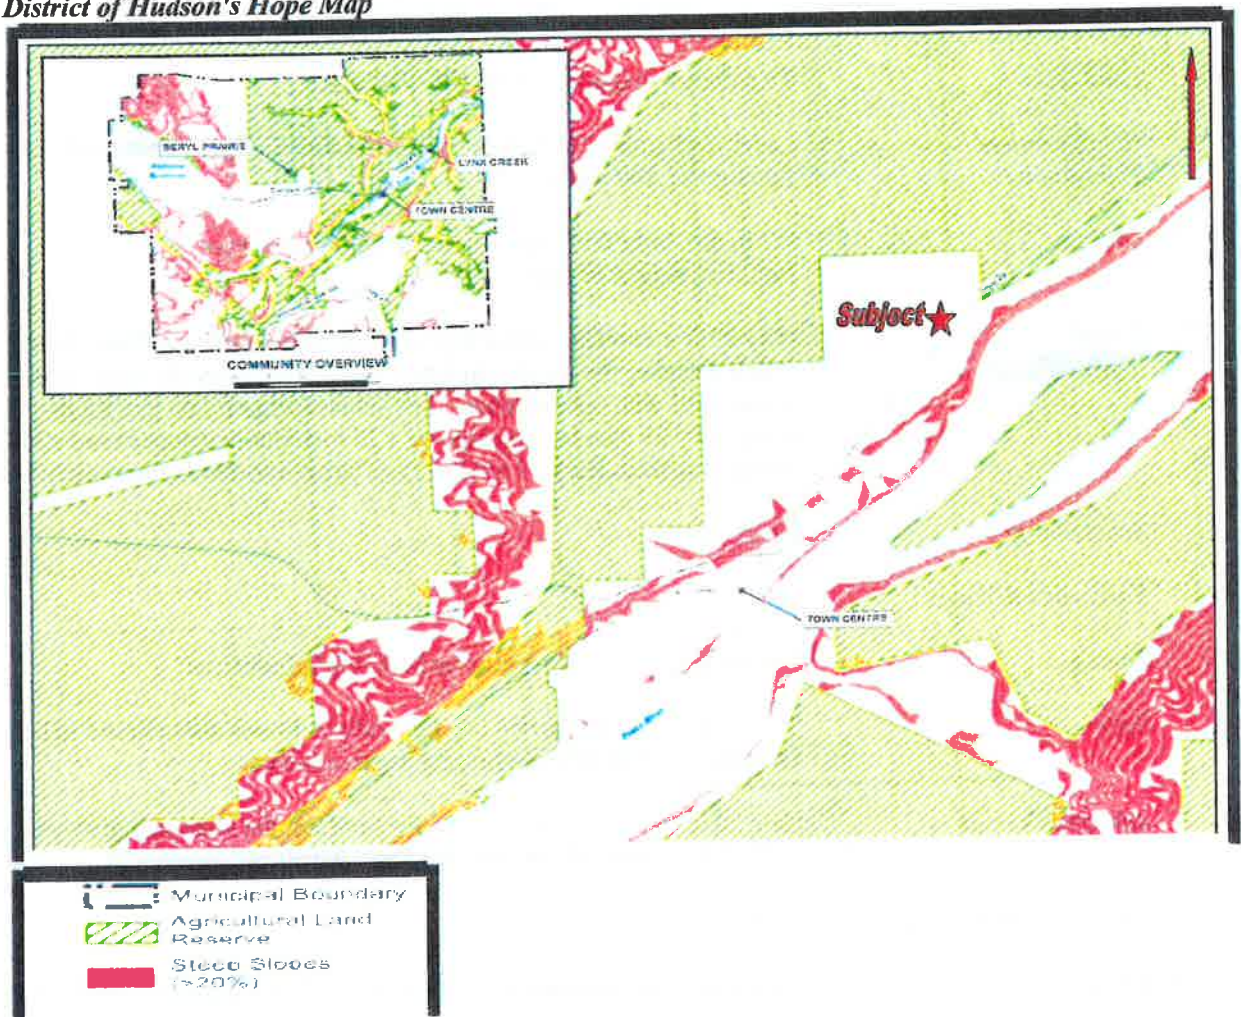 District of Hudson's Hope Map
BERYL PRAIRIE
LYNX CREEK
TOWN CENTRE
COMMUNITY OVERVIEW
Subject
TOWN CENTRE
Municipal Boundary
Agricultural Land
Reserve
Steep Slopes
(>20%)